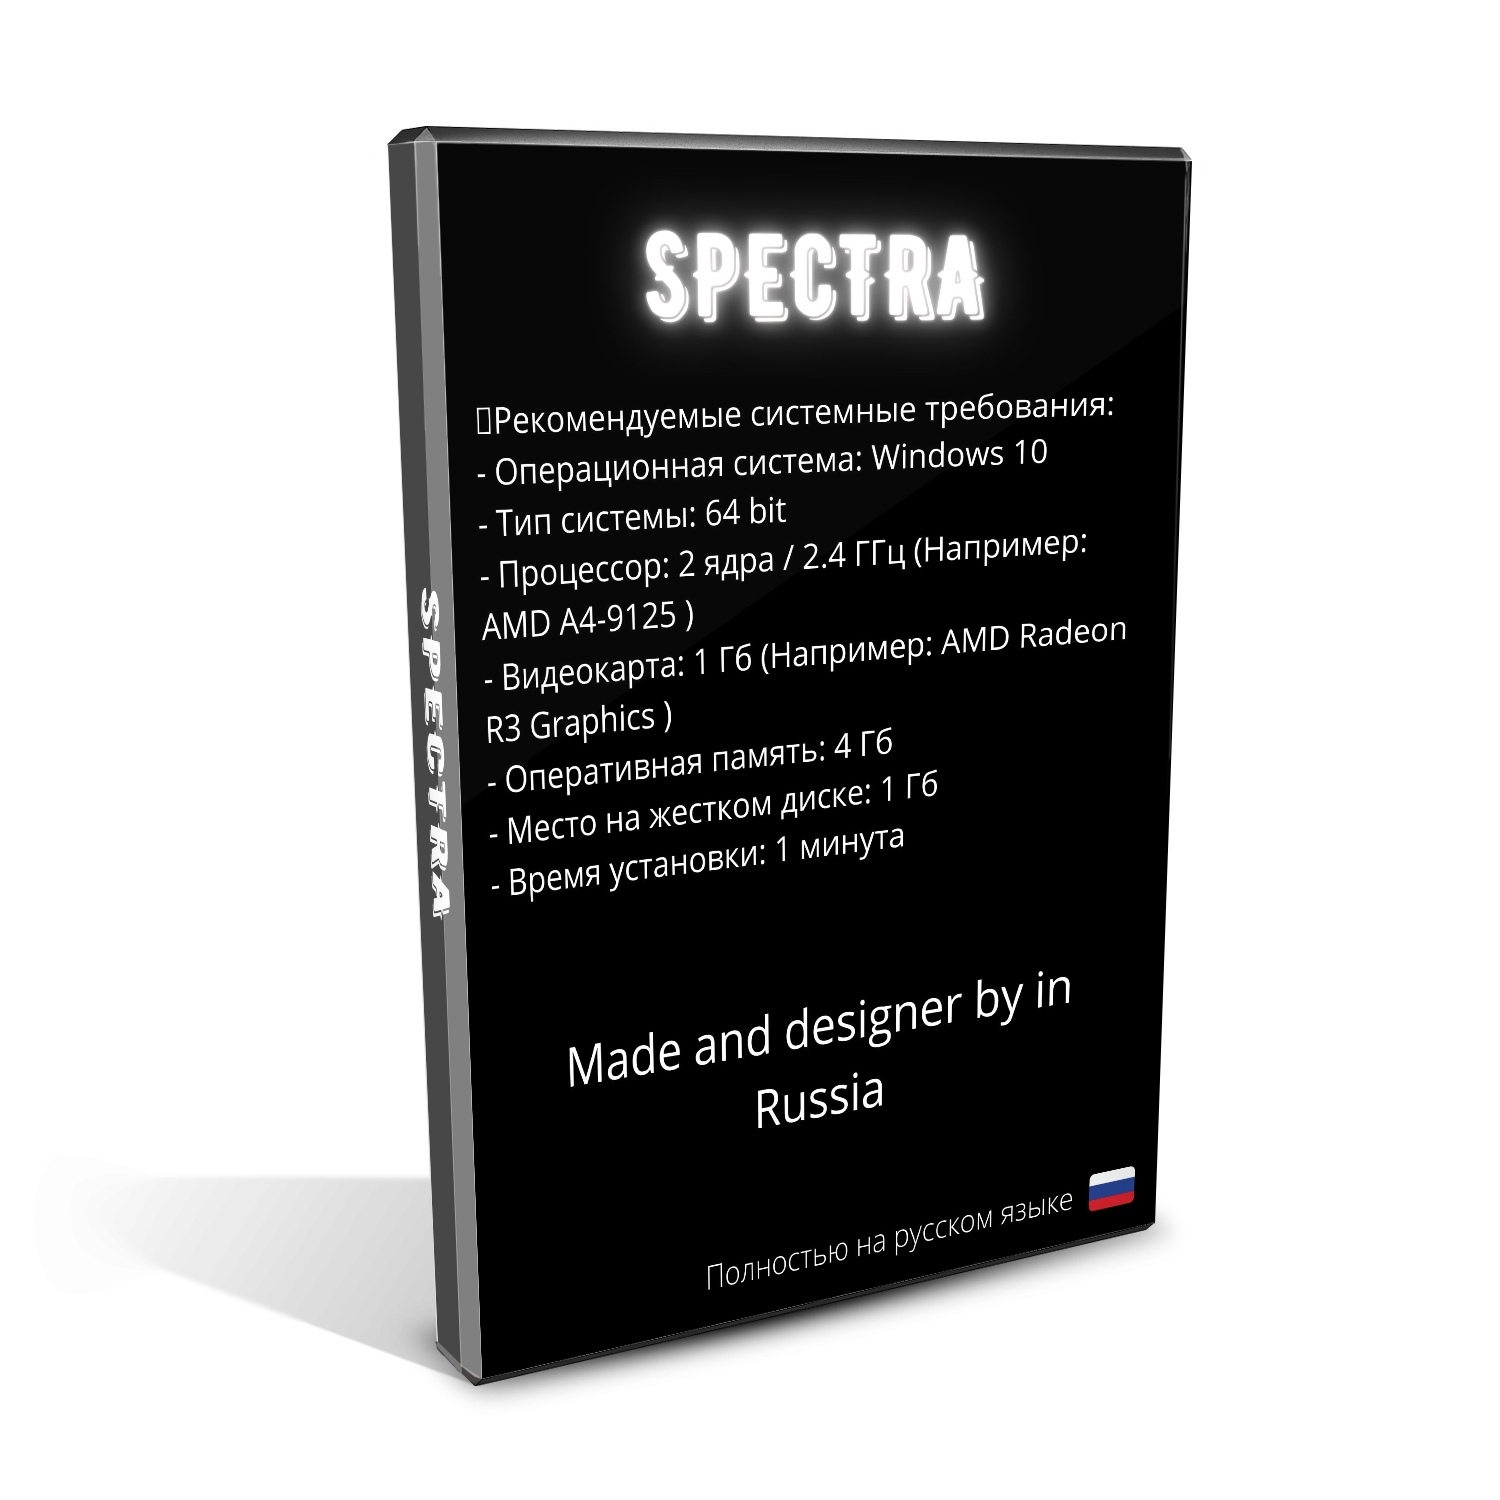 SPECTRA
Рекомендуемые системные требования:
- Операционная система: Windows 10
- Тип системы: 64 bit
- Процессор: 2 ядра / 2.4 ГГц (Например:
AMD A4-9125 )
- Видеокарта: 1 Гб (Например: AMD Radeon
R3 Graphics )
- Оперативная память: 4 Гб
- Место на жестком диске: 1 Гб
- Время установки: 1 минута
Made and designer by in
Russia
Полностью на русском языке
SPECTRA